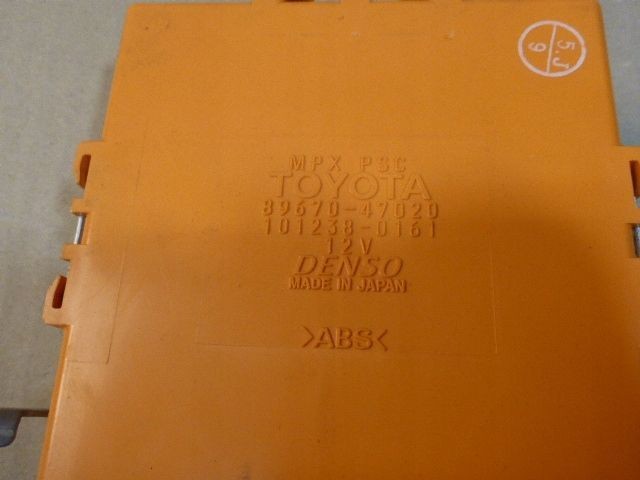 5.J
9
MPX PSC
TOYOTA
89670-47020
101238-0161
12V
DENSO
MADE IN JAPAN
>ABS<